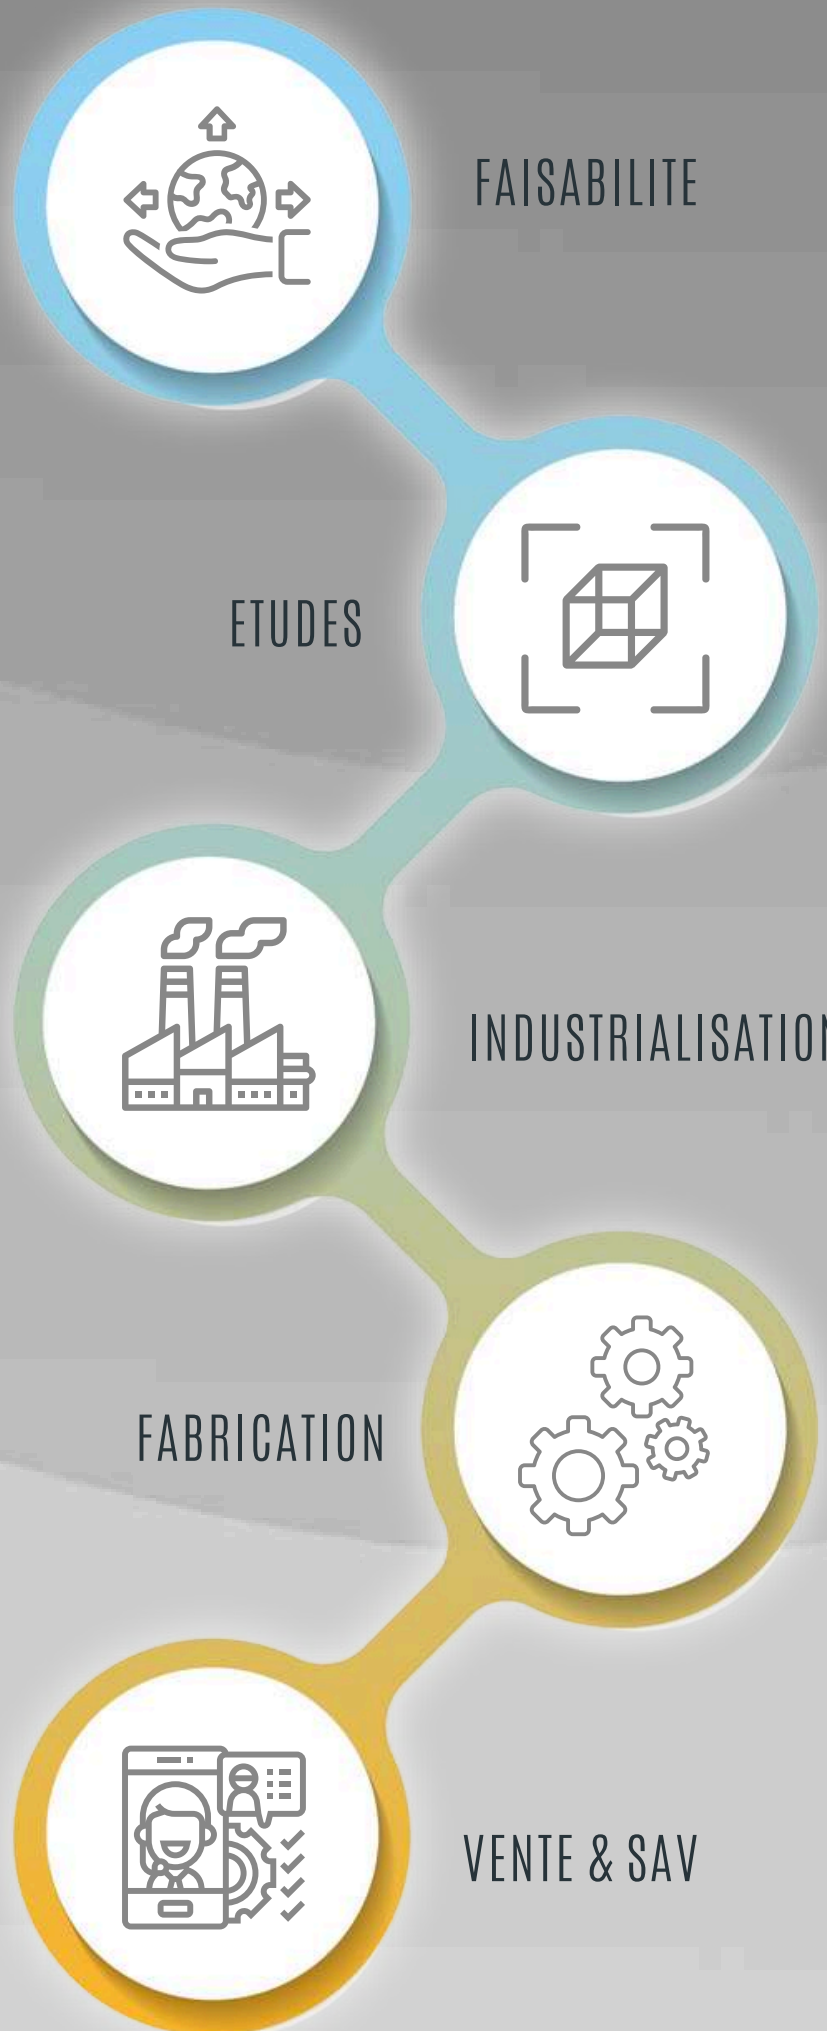 FAISABILITE
ETUDES
INDUSTRIALISATION
FABRICATION
VENTE & SAV